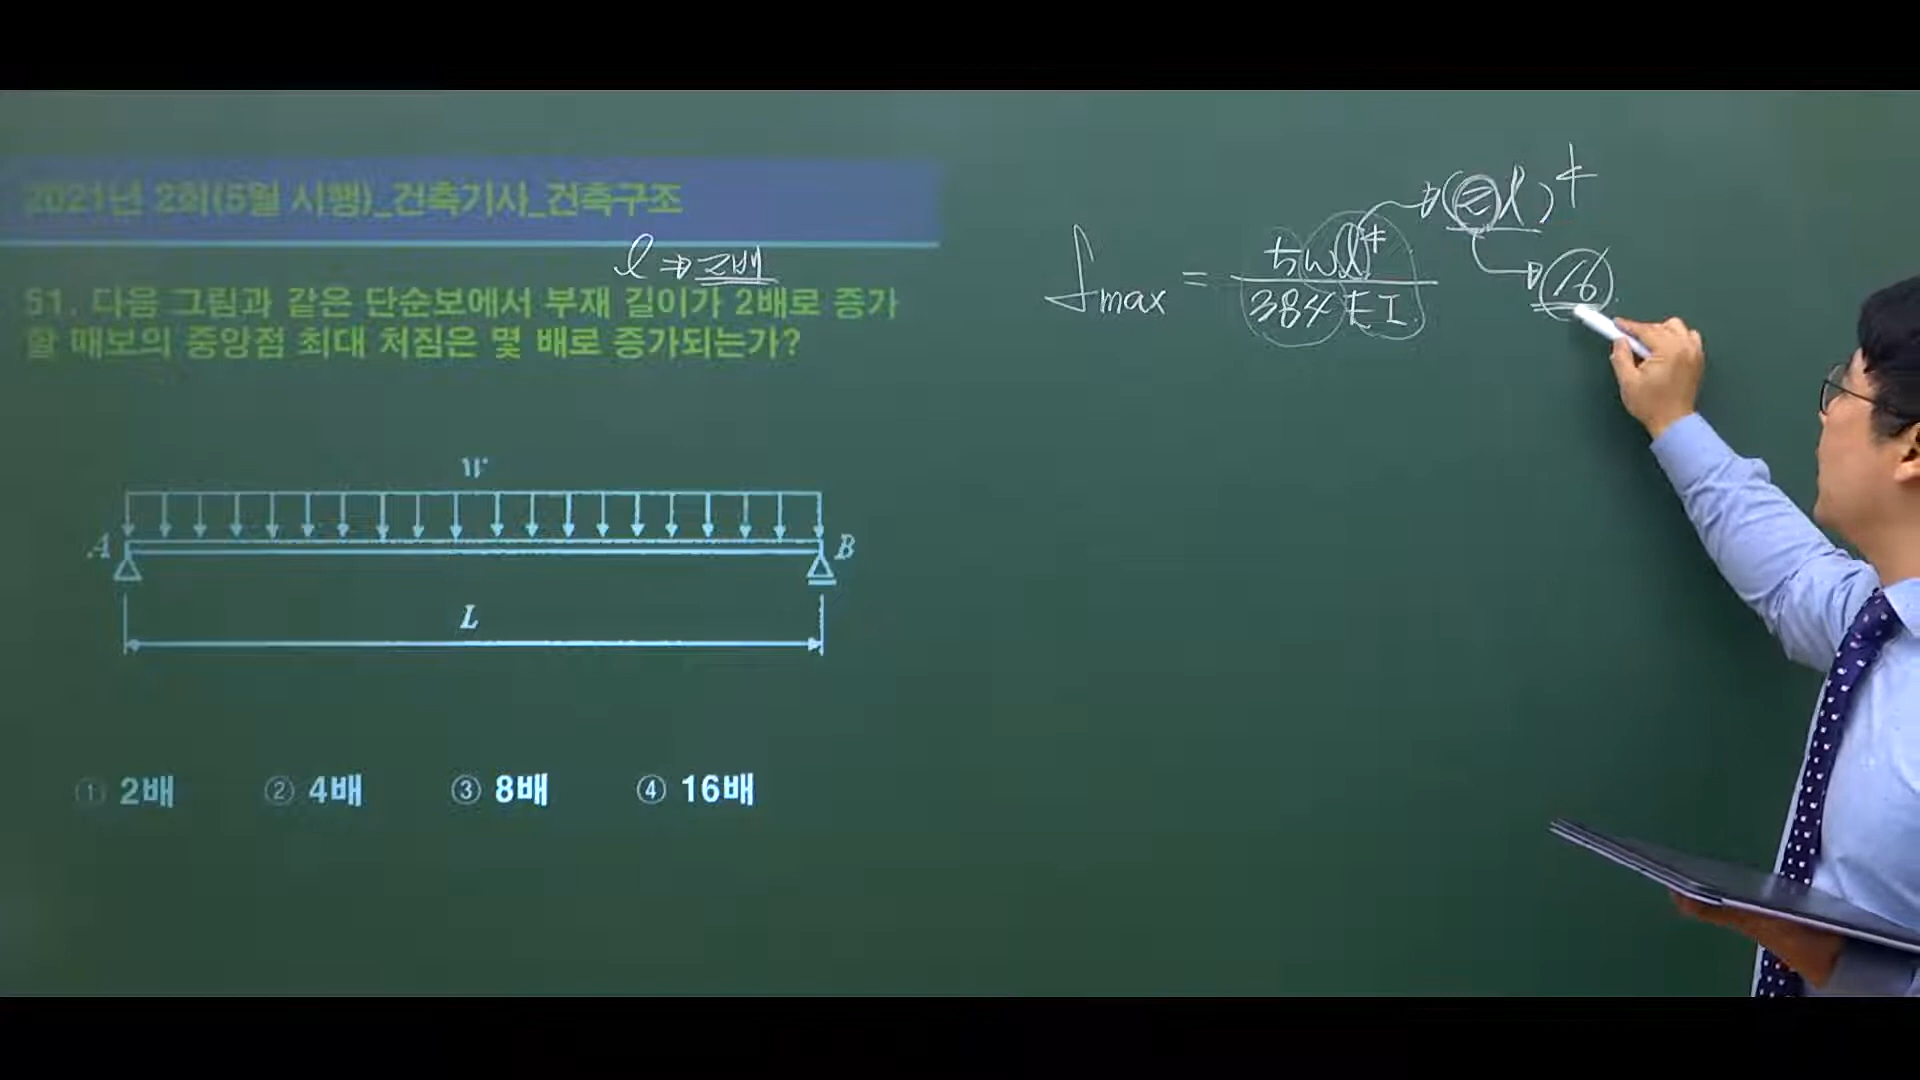 2021년 2회(5월 시행)_건축기사_건축구조
l → 2배
51. 다음 그림과 같은 단순보에서 부재 길이가 2배로 증가
할 때보의 중앙점 최대 처짐은 몇 배로 증가되는가?
W
A
B
L
① 2배 ② 4배 ③ 8배 ④ 16배
(2l)⁴
δmax = 5wl⁴ / 384EI
16